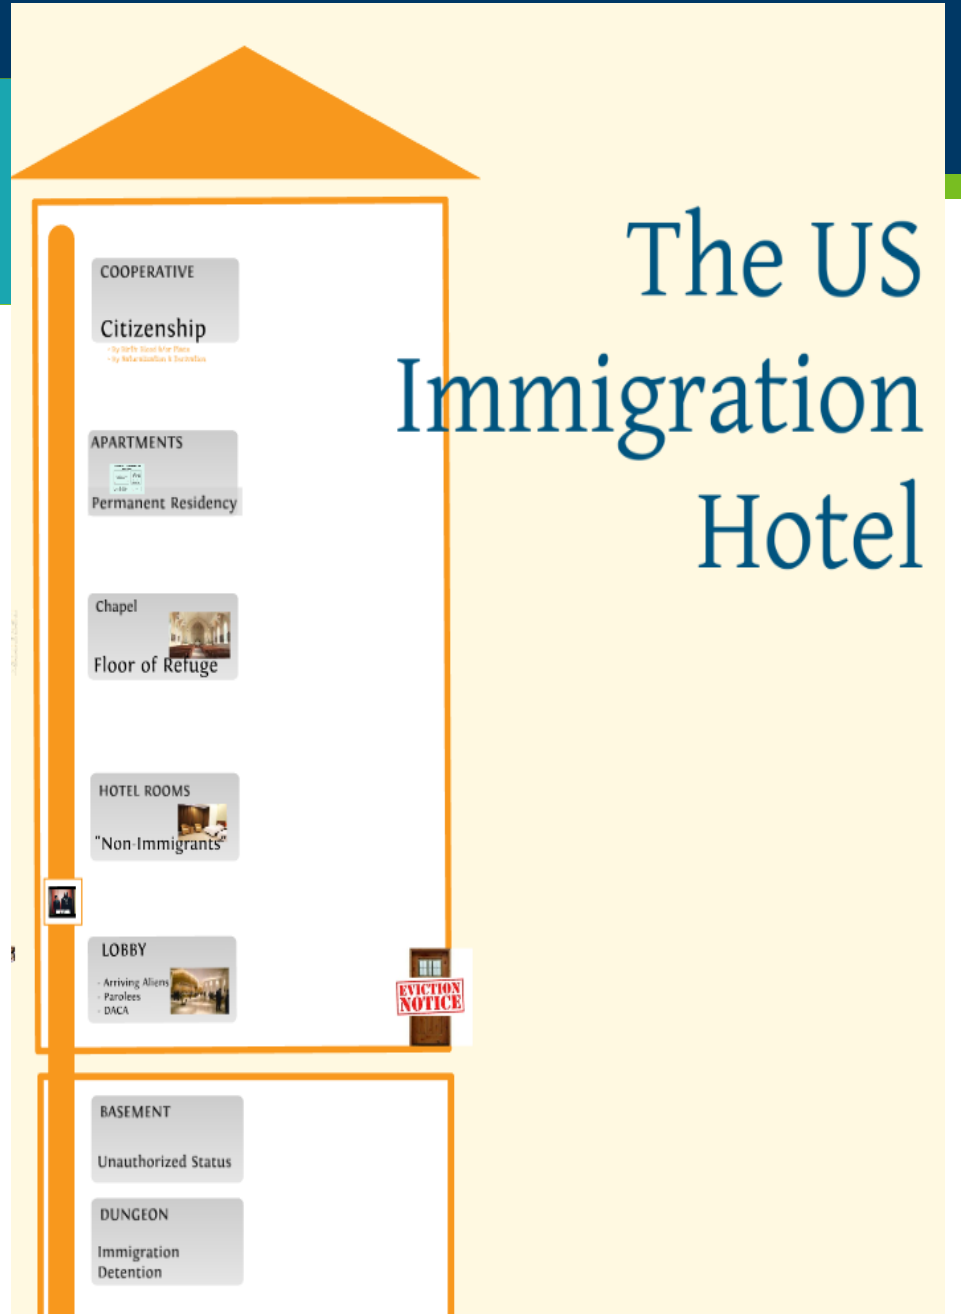 The US
Immigration
Hotel
COOPERATIVE
Citizenship
APARTMENTS
Permanent Residency
Chapel
Floor of Refuge
HOTEL ROOMS
"Non-Immigrants"
LOBBY
- Arriving Aliens
- Parolees
- DACA
EVICTION
NOTICE
BASEMENT
Unauthorized Status
DUNGEON
Immigration
Detention